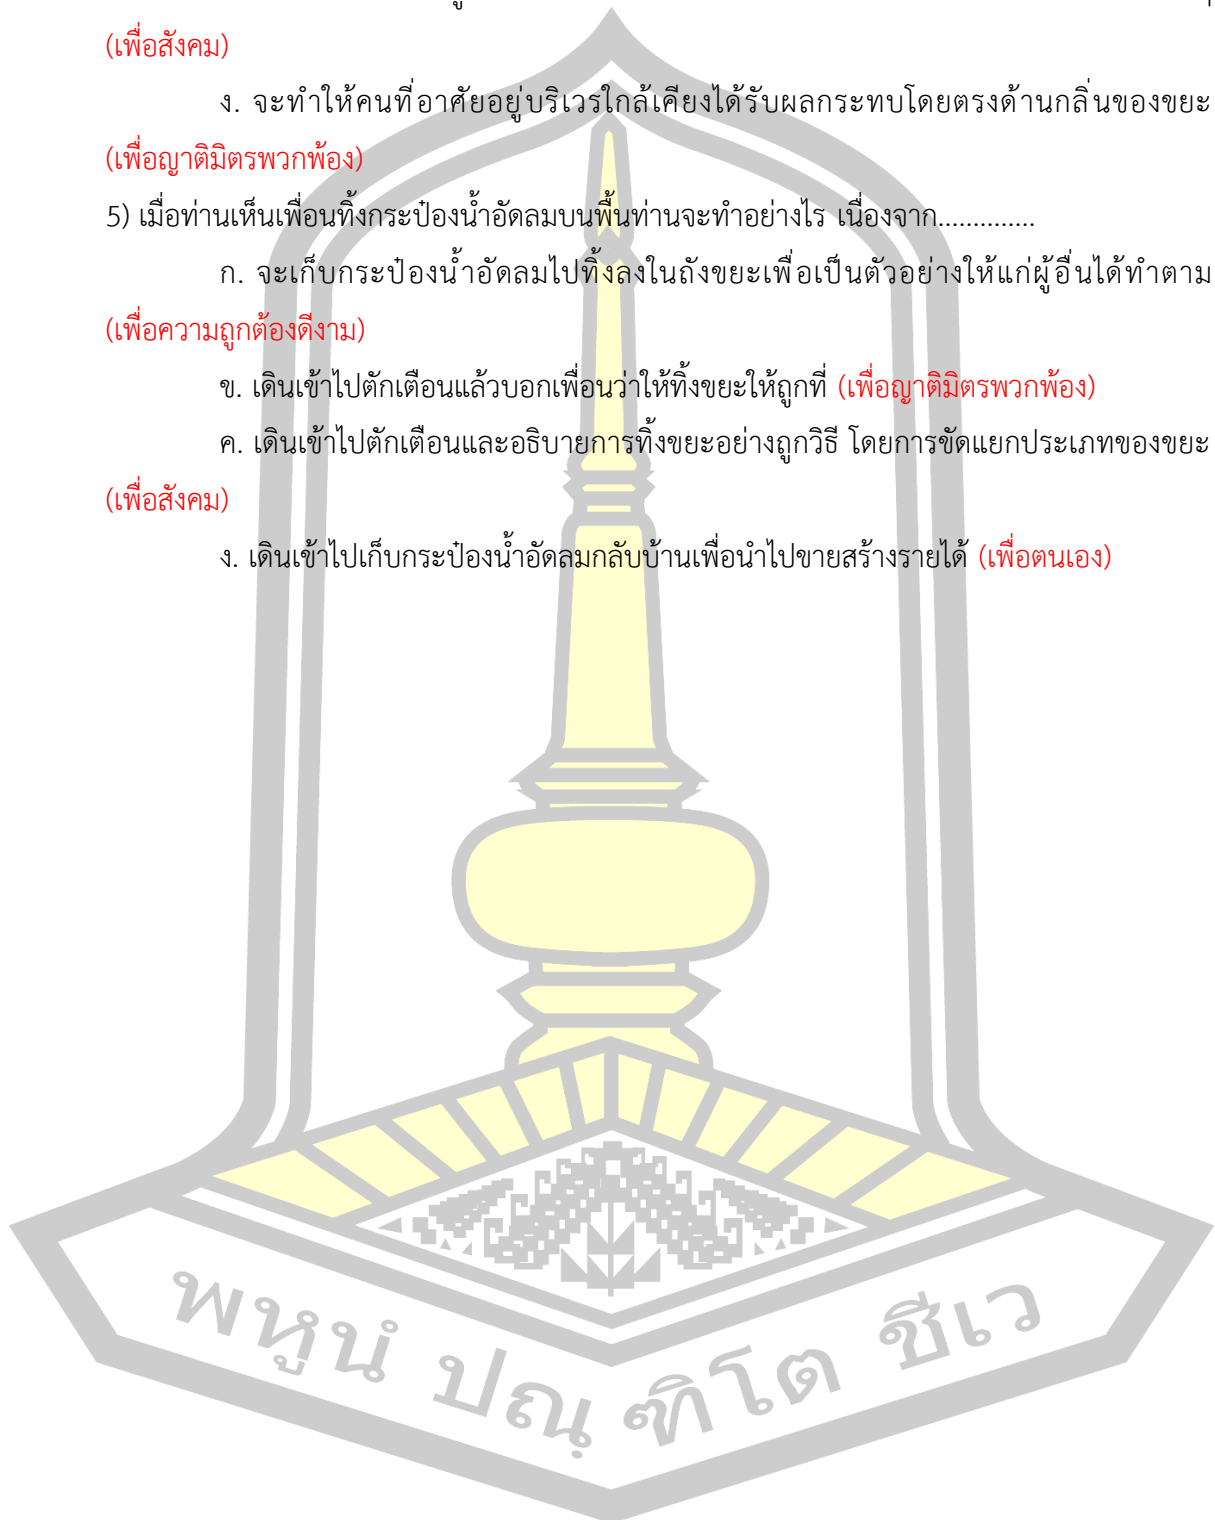 (เพื่อสังคม)
ง. จะทำให้คนที่อาศัยอยู่บริเวรใกล้เคียงได้รับผลกระทบโดยตรงด้านกลิ่นของขยะ
(เพื่อญาติมิตรพวกพ้อง)
5) เมื่อท่านเห็นเพื่อนทิ้งกระป๋องน้ำอัดลมบนพื้นท่านจะทำอย่างไร เนื่องจาก..............
ก. จะเก็บกระป๋องน้ำอัดลมไปทิ้งลงในถังขยะเพื่อเป็นตัวอย่างให้แก่ผู้อื่นได้ทำตาม
(เพื่อความถูกต้องดีงาม)
ข. เดินเข้าไปตักเตือนแล้วบอกเพื่อนว่าให้ทิ้งขยะให้ถูกที่ (เพื่อญาติมิตรพวกพ้อง)
ค. เดินเข้าไปตักเตือนและอธิบายการทิ้งขยะอย่างถูกวิธี โดยการขัดแยกประเภทของขยะ
(เพื่อสังคม)
ง. เดินเข้าไปเก็บกระป๋องน้ำอัดลมกลับบ้านเพื่อนำไปขายสร้างรายได้ (เพื่อตนเอง)
พหูนํ ปณฺ ฑิโต ชีเว